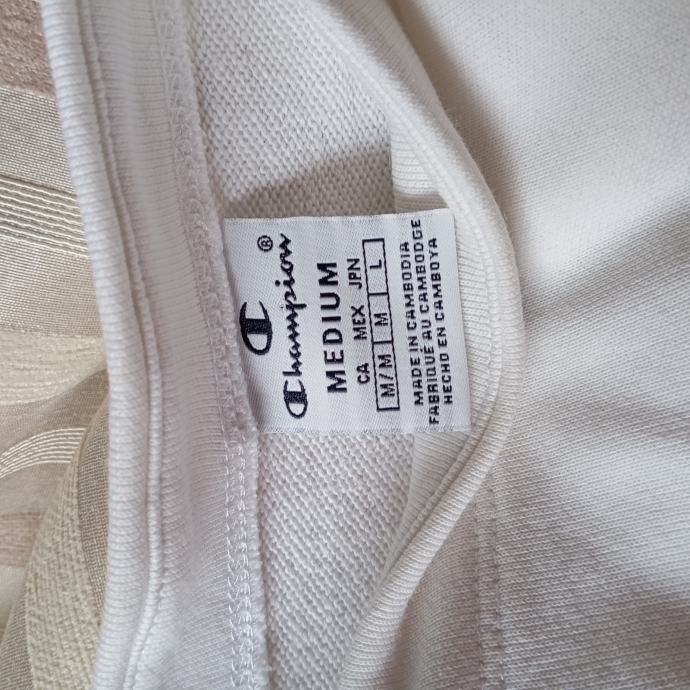 Champion®
MEDIUM
CA MEX JPN
M/M M L
MADE IN CAMBODIA
FABRIQUÉ AU CAMBODGE
HECHO EN CAMBOYA